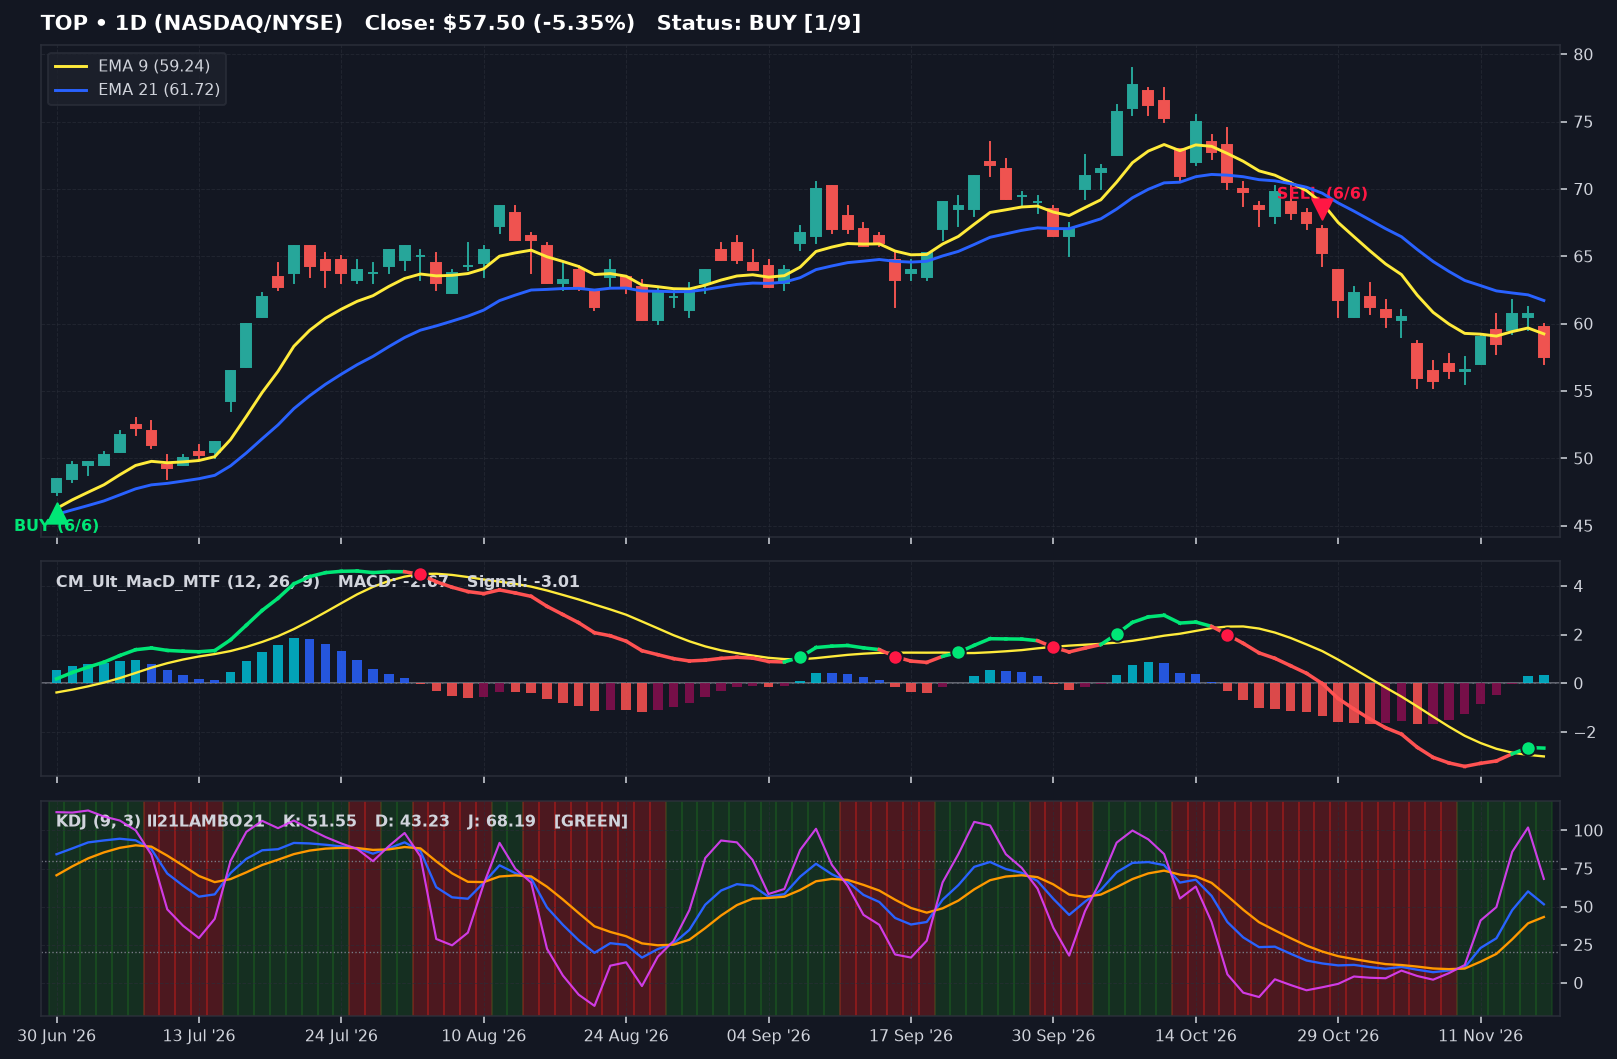 TOP • 1D (NASDAQ/NYSE)   Close: $57.50 (-5.35%)   Status: BUY [1/9]
EMA 9 (59.24)
EMA 21 (61.72)
80
75
70
65
60
55
50
45
SELL (6/6)
BUY (6/6)
CM_Ult_MacD_MTF (12, 26, 9)   MACD: -2.67   Signal: -3.01
4
2
0
−2
KDJ (9, 3) II21LAMBO21   K: 51.55   D: 43.23   J: 68.19   [GREEN]
100
75
50
25
0
30 Jun '26
13 Jul '26
24 Jul '26
10 Aug '26
24 Aug '26
04 Sep '26
17 Sep '26
30 Sep '26
14 Oct '26
29 Oct '26
11 Nov '26